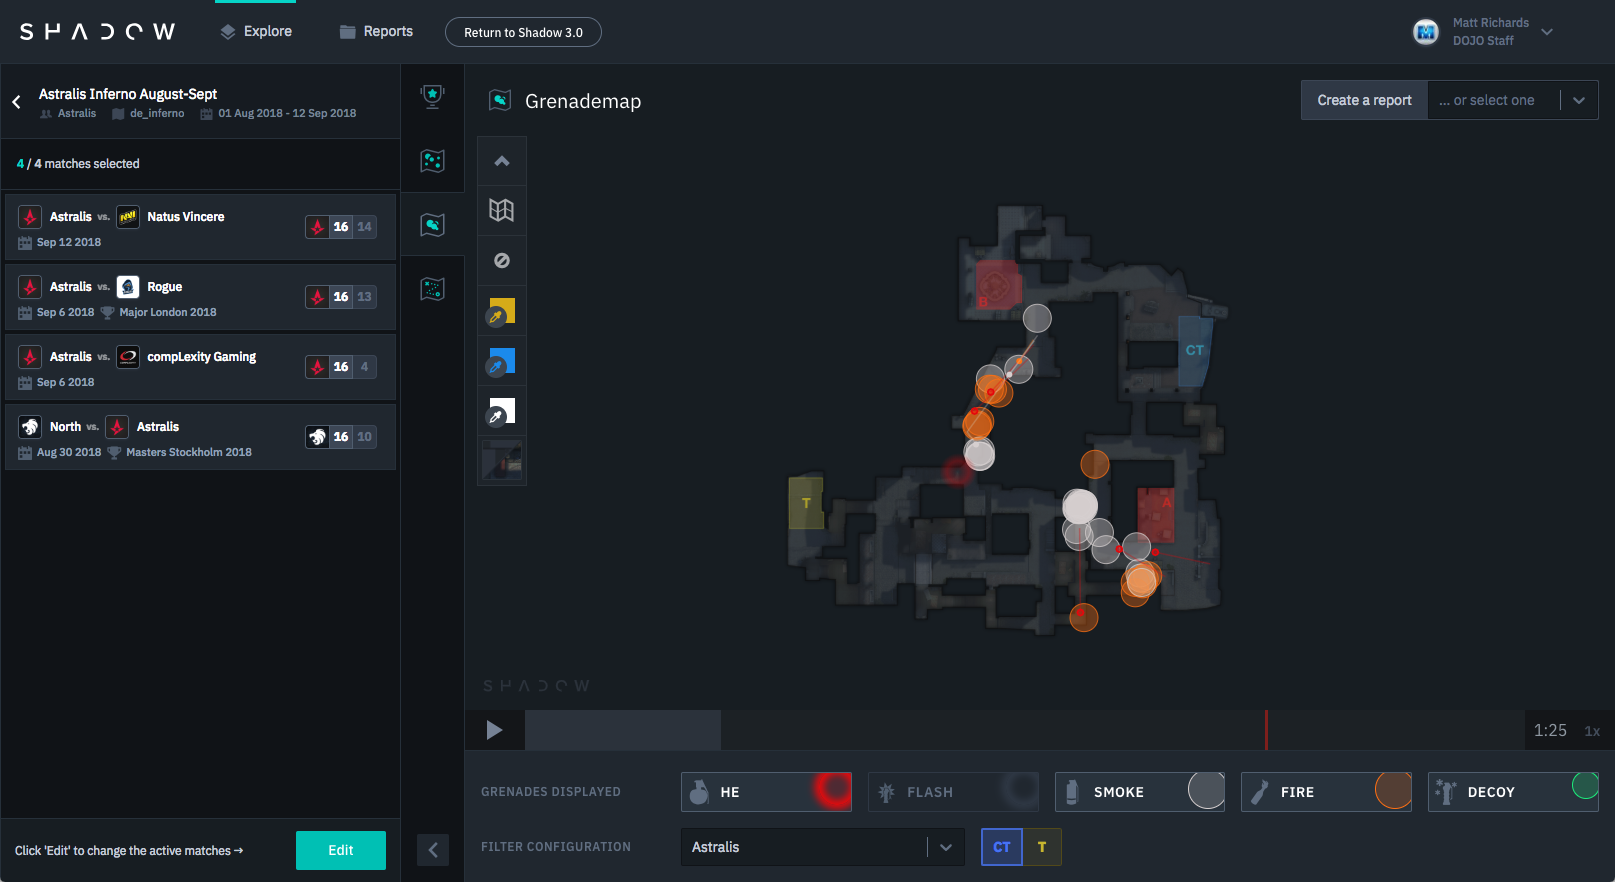 SHADOW
Explore
Reports
Return to Shadow 3.0
Matt Richards
DOJO Staff
Astralis Inferno August-Sept
Astralis de_inferno 01 Aug 2018 - 12 Sep 2018
4 / 4 matches selected
Astralis vs. NAVI Natus Vincere
16 14
Sep 12 2018
Astralis vs. Rogue
16 13
Sep 6 2018 Major London 2018
Astralis vs. compLexity Gaming
16 4
Sep 6 2018
North vs. Astralis
16 10
Aug 30 2018 Masters Stockholm 2018
Click 'Edit' to change the active matches →
Edit
Grenademap
Create a report
... or select one
B
CT
T
A
SHADOW
1:25 1x
GRENADES DISPLAYED
HE
FLASH
SMOKE
FIRE
DECOY
FILTER CONFIGURATION
Astralis
CT
T